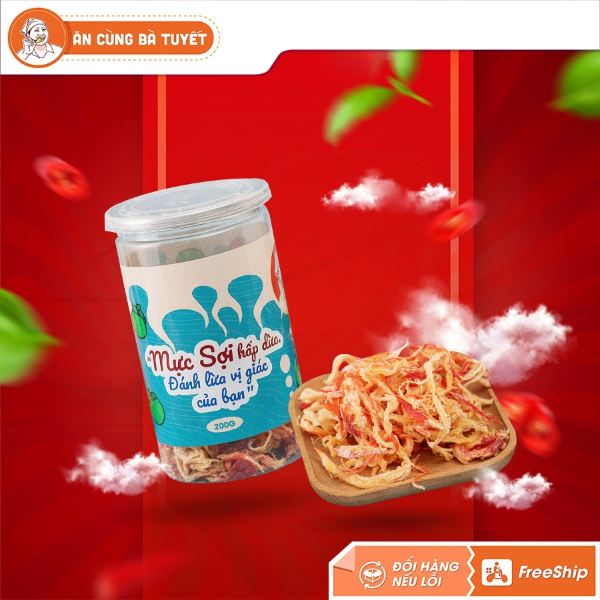 ĂN CÙNG BÀ TUYẾT
"Mực Sợi hấp dừa.
Đánh lừa vị giác
của bạn"
200G
ĐỔI HÀNG
NẾU LỖI
FreeShip